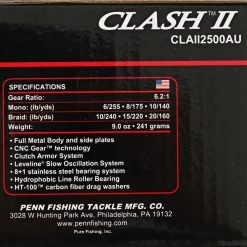 CLASH II
CLAII2500AU
SPECIFICATIONS
Gear Ratio: 6.2:1
Mono: (lb/yds) 6/255 · 8/175 · 10/140
Braid: (lb/yds) 10/240 · 15/220 · 20/160
Weight: 9.0 oz • 241 grams
• Full Metal Body and side plates
• CNC Gear™ technology
• Clutch Armor System
• Leveline® Slow Oscillation System
• 8+1 stainless steel bearing system
• Hydrophobic Line Roller Bearing
• HT-100™ carbon fiber drag washers
PENN FISHING TACKLE MFG. CO.
3028 W Hunting Park Ave, Philadelphia, PA 19132
www.pennfishing.com
Pure Fishing, Inc.